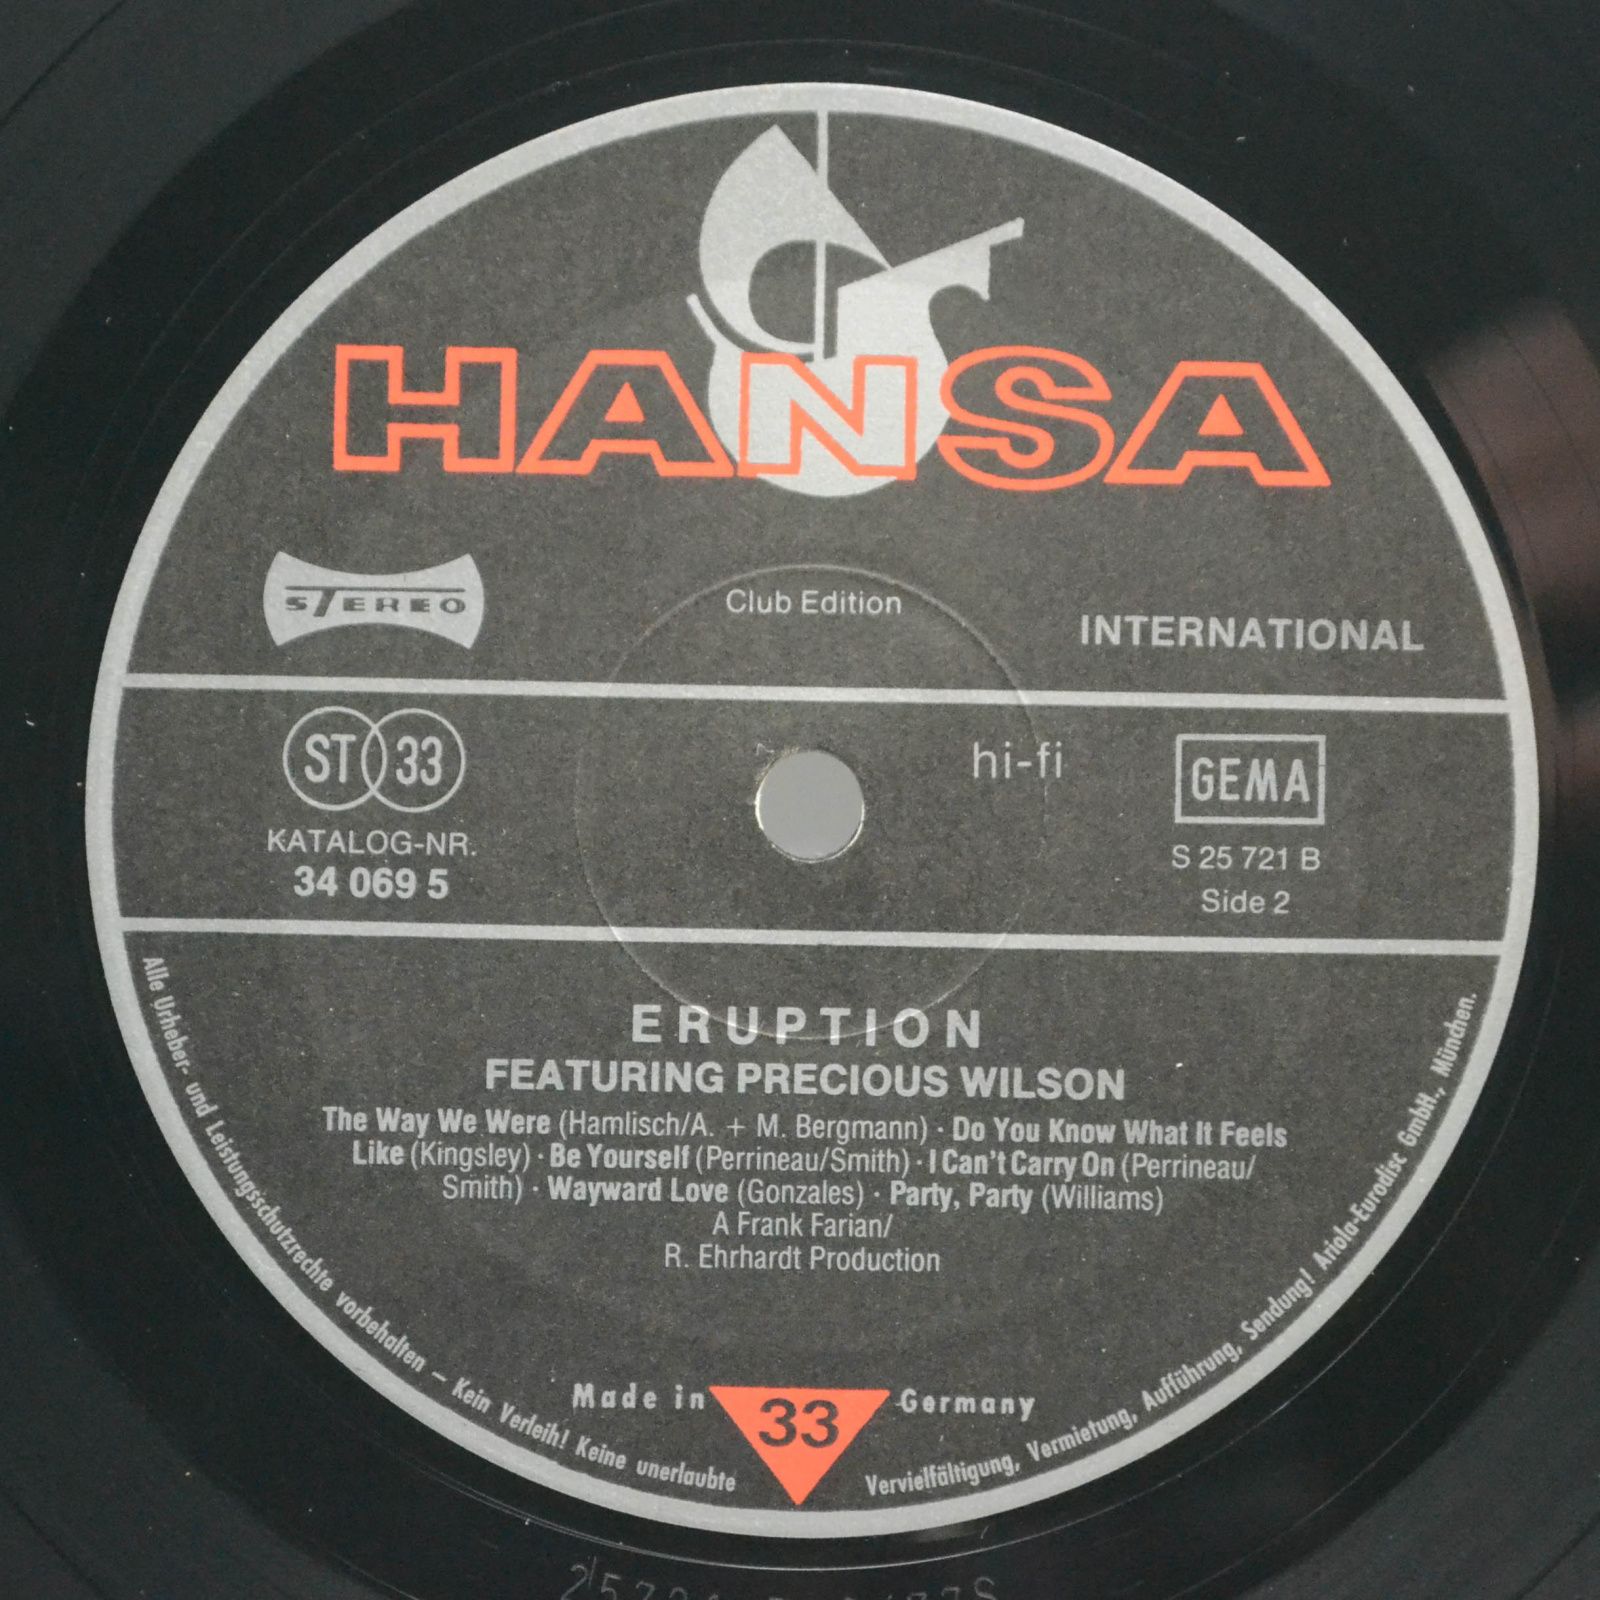 HANSA
STEREO
Club Edition
INTERNATIONAL
ST 33
hi-fi
GEMA
KATALOG-NR.
34 069 5
S 25 721 B
Side 2
ERUPTION
FEATURING PRECIOUS WILSON
The Way We Were (Hamlisch/A. + M. Bergmann) · Do You Know What It Feels
Like (Kingsley) · Be Yourself (Perrineau/Smith) · I Can't Carry On (Perrineau/
Smith) · Wayward Love (Gonzales) · Party, Party (Williams)
A Frank Farian/
R. Ehrhardt Production
Made in 33 Germany
Alle Urheber- und Leistungsschutzrechte vorbehalten – Kein Verleih! Keine unerlaubte Vervielfältigung, Vermietung, Aufführung, Sendung! Ariola-Eurodisc GmbH., München.